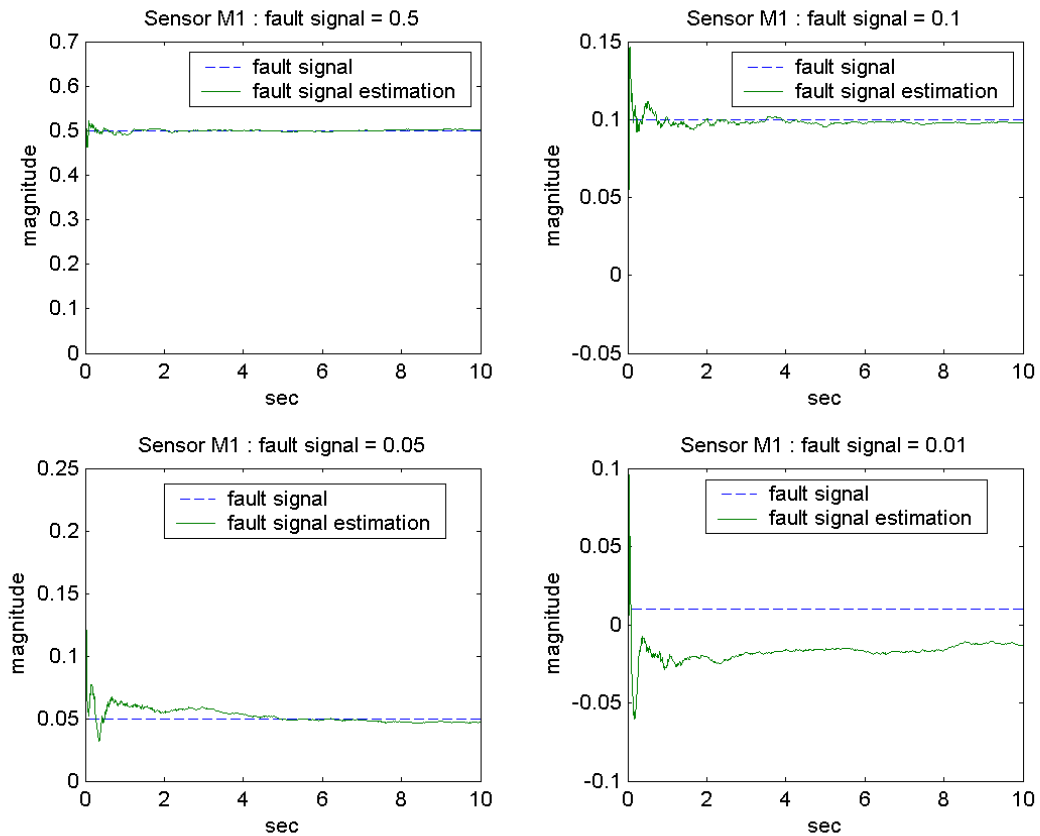 Sensor M1 : fault signal = 0.5
0.7
0.6
0.5
0.4
0.3
0.2
0.1
0
magnitude
fault signal
fault signal estimation
0 2 4 6 8 10
sec
Sensor M1 : fault signal = 0.1
0.15
0.1
0.05
0
-0.05
magnitude
fault signal
fault signal estimation
0 2 4 6 8 10
sec
Sensor M1 : fault signal = 0.05
0.25
0.2
0.15
0.1
0.05
0
magnitude
fault signal
fault signal estimation
0 2 4 6 8 10
sec
Sensor M1 : fault signal = 0.01
0.1
0.05
0
-0.05
-0.1
magnitude
fault signal
fault signal estimation
0 2 4 6 8 10
sec